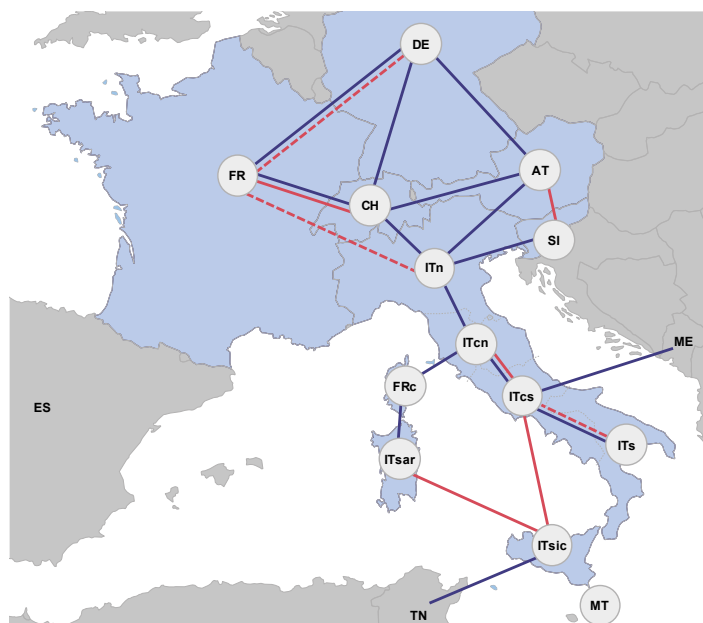 DE
FR
AT
CH
SI
ITn
ITcn
ME
FRc
ITcs
ES
ITs
ITsar
ITsic
MT
TN